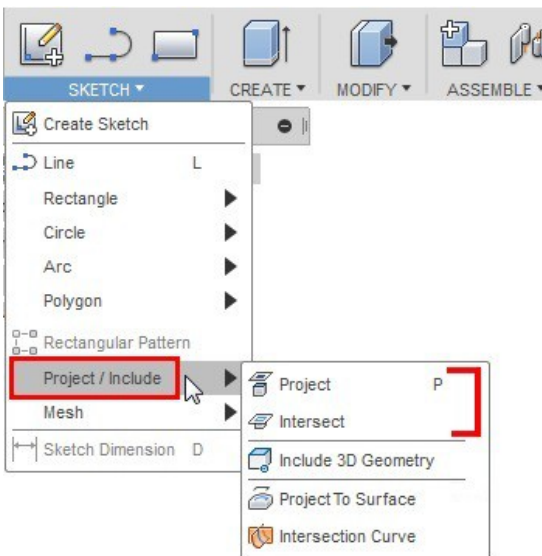 SKETCH ▾
CREATE ▾
MODIFY ▾
ASSEMBLE
Create Sketch
Line L
Rectangle
Circle
Arc
Polygon
Rectangular Pattern
Project / Include
Mesh
Sketch Dimension D
Project P
Intersect
Include 3D Geometry
Project To Surface
Intersection Curve